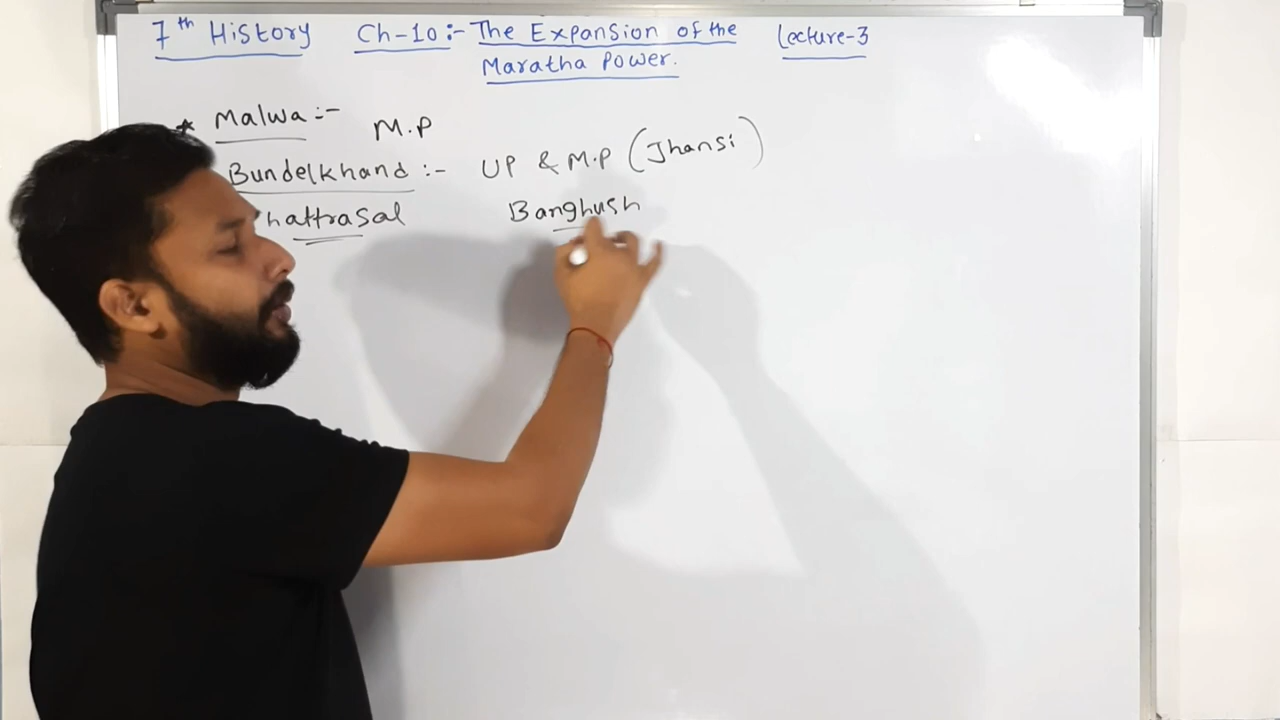 7th History Ch-10:- The Expansion of the Lecture-3
Maratha Power.
* Malwa :- M.P
Bundelkhand :- UP & M.P (Jhansi)
hattrasal Banghush